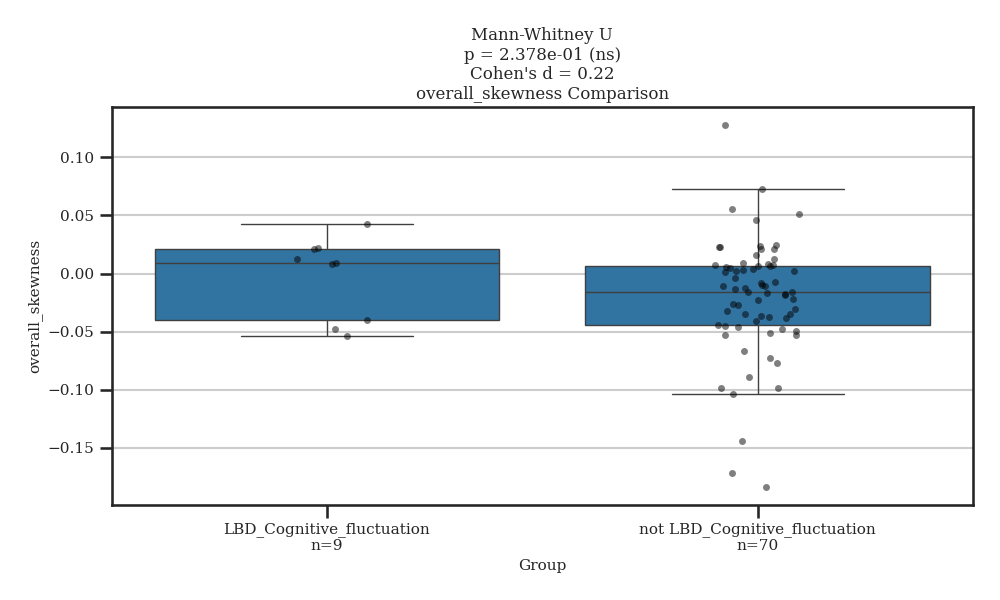 Mann-Whitney U
p = 2.378e-01 (ns)
Cohen's d = 0.22
overall_skewness Comparison
overall_skewness
0.10
0.05
0.00
−0.05
−0.10
−0.15
LBD_Cognitive_fluctuation
n=9
not LBD_Cognitive_fluctuation
n=70
Group